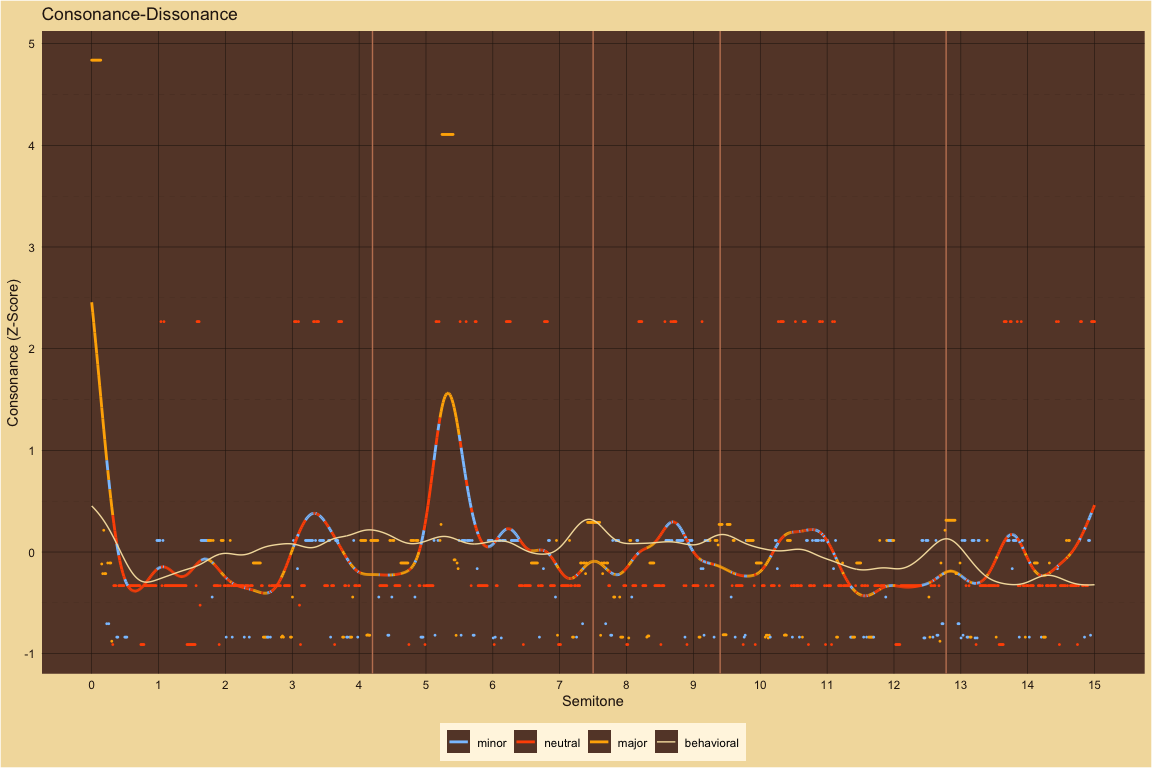 Consonance-Dissonance
Consonance (Z-Score)
5
4
3
2
1
0
-1
0 1 2 3 4 5 6 7 8 9 10 11 12 13 14 15
Semitone
minor neutral major behavioral